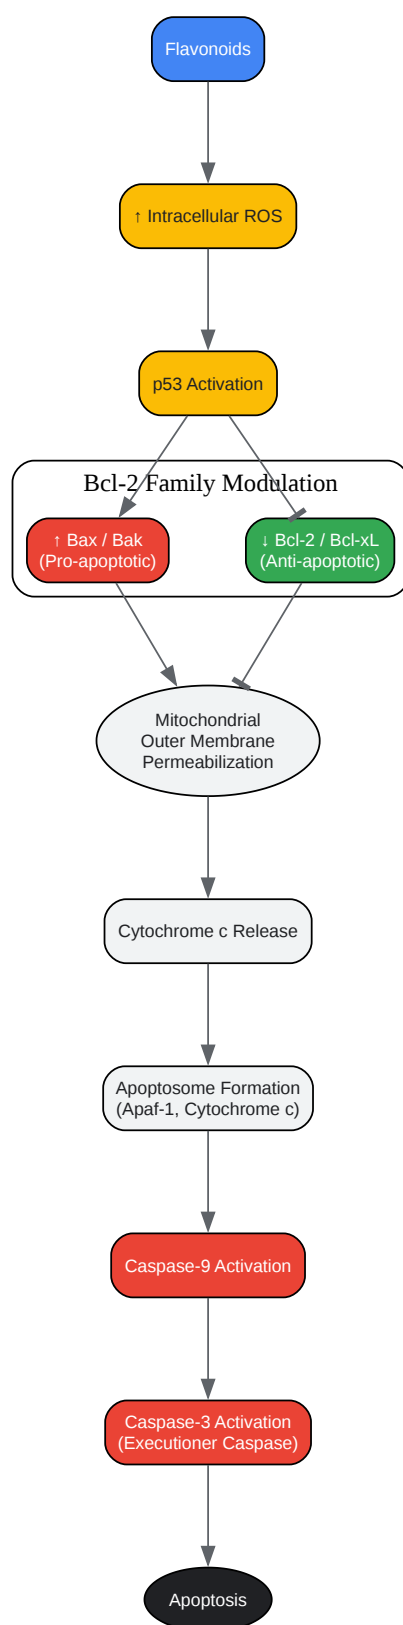 Flavonoids
↑ Intracellular ROS
p53 Activation
Bcl-2 Family Modulation
↑ Bax / Bak
(Pro-apoptotic)
↓ Bcl-2 / Bcl-xL
(Anti-apoptotic)
Mitochondrial
Outer Membrane
Permeabilization
Cytochrome c Release
Apoptosome Formation
(Apaf-1, Cytochrome c)
Caspase-9 Activation
Caspase-3 Activation
(Executioner Caspase)
Apoptosis